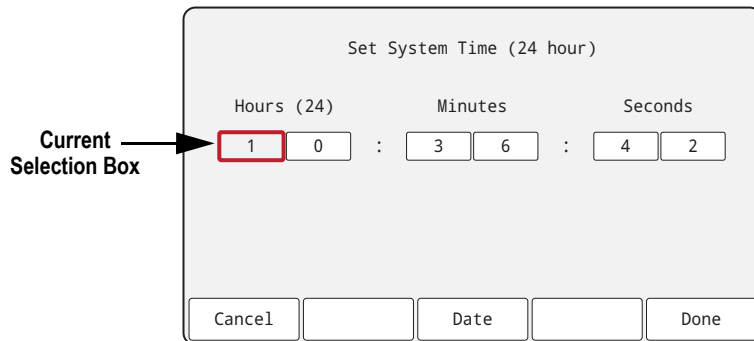 Set System Time (24 hour)
Hours (24) Minutes Seconds
Current
Selection Box
1 0 : 3 6 : 4 2
Cancel Date Done